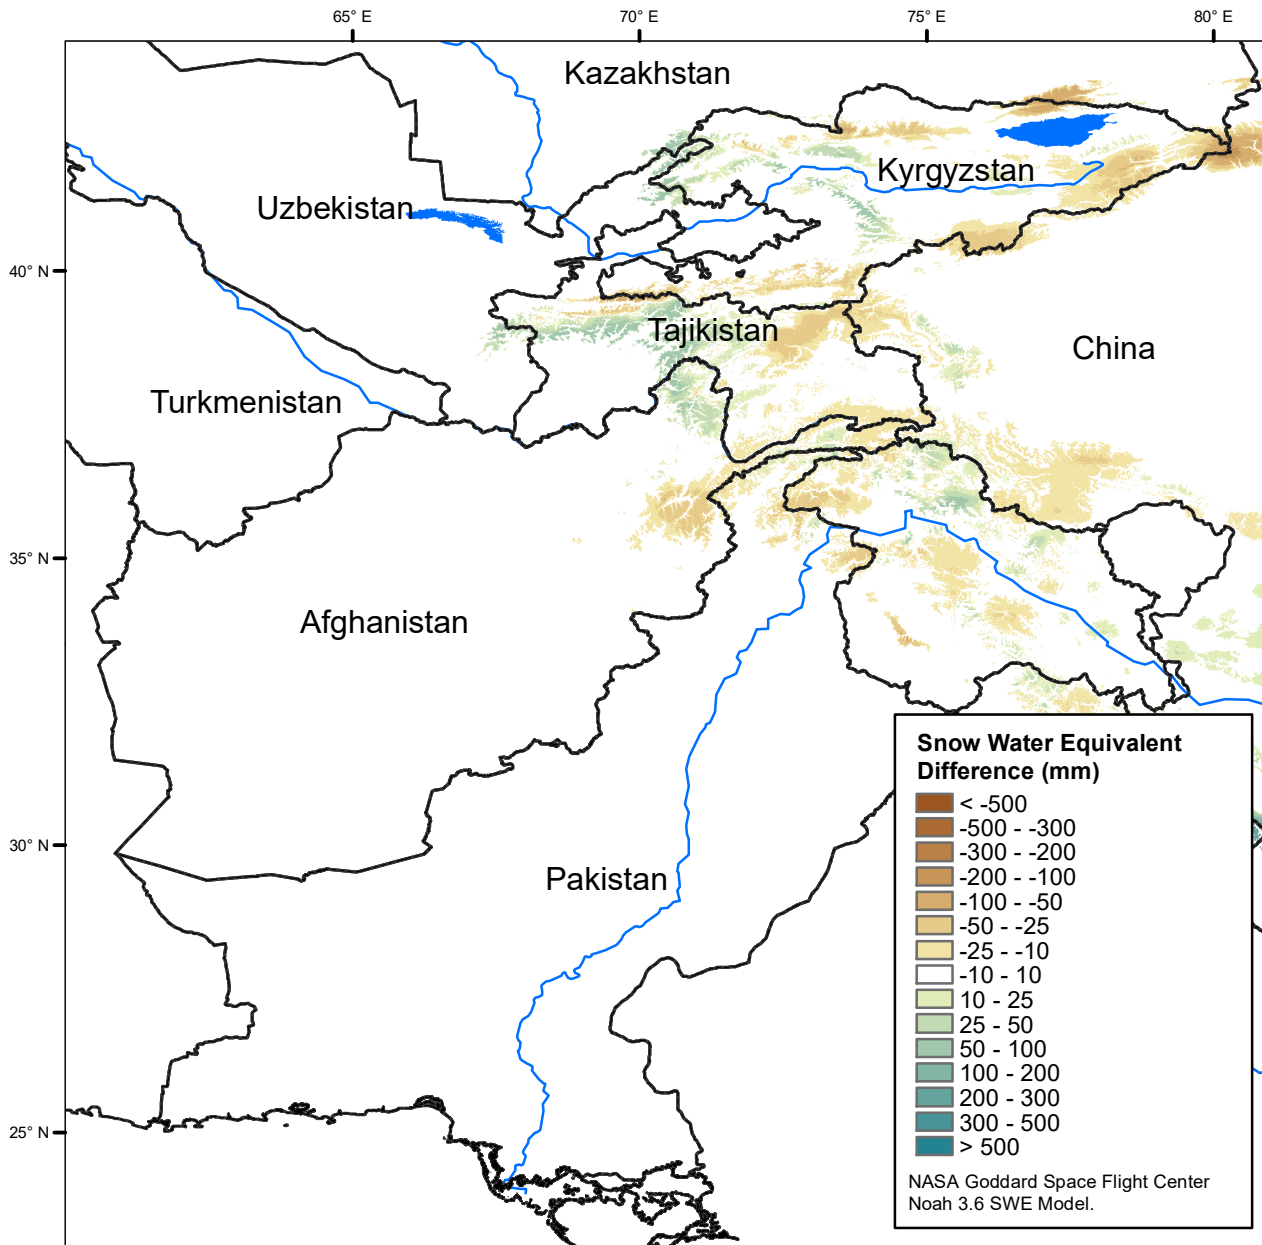 65° E
70° E
75° E
80° E
Kazakhstan
Kyrgyzstan
Uzbekistan
40° N
Tajikistan
China
Turkmenistan
35° N
Afghanistan
30° N
Pakistan
25° N
Snow Water Equivalent
Difference (mm)
< -500
-500 - -300
-300 - -200
-200 - -100
-100 - -50
-50 - -25
-25 - -10
-10 - 10
10 - 25
25 - 50
50 - 100
100 - 200
200 - 300
300 - 500
> 500
NASA Goddard Space Flight Center
Noah 3.6 SWE Model.